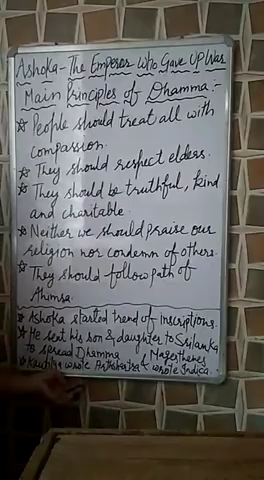 Ashoka - The Emperor Who Gave Up War
Main Principles of Dhamma :-
☆ People should treat all with
compassion.
☆ They should respect elders.
☆ They should be truthful, kind
and charitable.
☆ Neither we should praise our
religion nor condemn of others.
☆ They should follow path of
Ahimsa.
☆ Ashoka started trend of inscriptions.
☆ He sent his son & daughter to Srilanka
to spread Dhamma
☆ Kautilya wrote Arthshatra & Magesthenes wrote Indica.